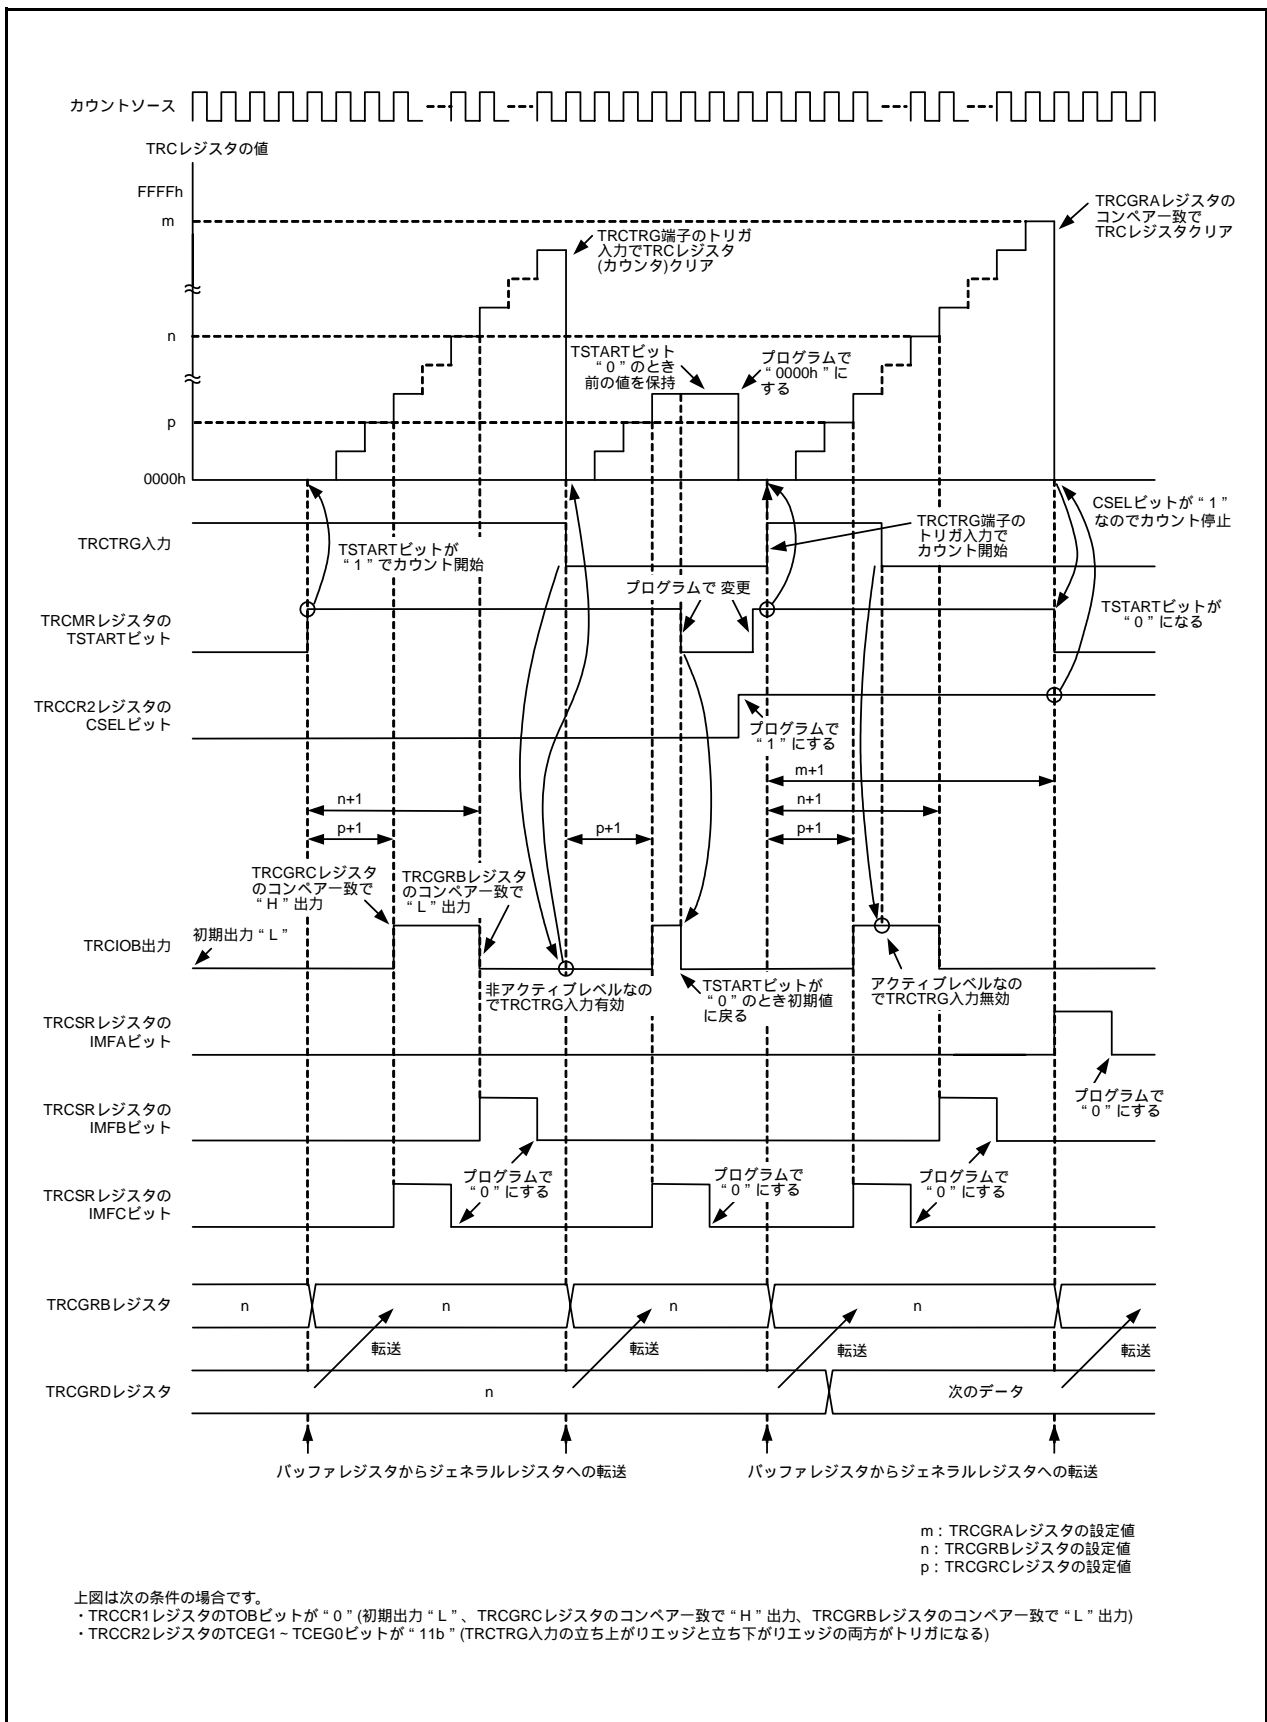 カウントソース
TRCレジスタの値
FFFFh
m
TRCGRAレジスタの
コンペア一致で
TRCレジスタクリア
TRCTRG端子のトリガ
入力でTRCレジスタ
(カウンタ)クリア
n
TSTARTビット
“0”のとき
前の値を保持
プログラムで
“0000h”に
する
p
0000h
TRCTRG入力
TSTARTビットが
“1”でカウント開始
TRCTRG端子の
トリガ入力で
カウント開始
CSELビットが“1”
なのでカウント停止
プログラムで 変更
TRCMRレジスタの
TSTARTビット
TSTARTビットが
“0”になる
TRCCR2レジスタの
CSELビット
プログラムで
“1”にする
m+1
n+1
n+1
p+1
p+1
p+1
TRCGRCレジスタ
のコンペア一致で
“H”出力
TRCGRBレジスタ
のコンペア一致で
“L”出力
TRCIOB出力
初期出力“L”
非アクティブレベルなの
でTRCTRG入力有効
TSTARTビットが
“0”のとき初期値
に戻る
アクティブレベルなの
でTRCTRG入力無効
TRCSRレジスタの
IMFAビット
プログラムで
“0”にする
TRCSRレジスタの
IMFBビット
プログラムで
“0”にする
プログラムで
“0”にする
プログラムで
“0”にする
TRCSRレジスタの
IMFCビット
TRCGRBレジスタ
n
n
n
n
転送
転送
転送
転送
TRCGRDレジスタ
n
次のデータ
バッファレジスタからジェネラルレジスタへの転送
バッファレジスタからジェネラルレジスタへの転送
m:TRCGRAレジスタの設定値
n:TRCGRBレジスタの設定値
p:TRCGRCレジスタの設定値
上図は次の条件の場合です。
・TRCCR1レジスタのTOBビットが“0”(初期出力“L”、TRCGRCレジスタのコンペア一致で“H”出力、TRCGRBレジスタのコンペア一致で“L”出力)
・TRCCR2レジスタのTCEG1~TCEG0ビットが“11b”(TRCTRG入力の立ち上がりエッジと立ち下がりエッジの両方がトリガになる)